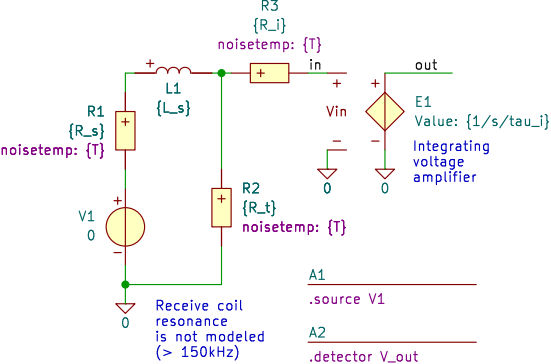 R3
{R_i}
noisetemp: {T}
in
out
L1
{L_s}
R1
{R_s}
noisetemp: {T}
+
Vin
−
E1
Value: {1/s/tau_i}
Integrating
voltage
amplifier
R2
{R_t}
noisetemp: {T}
V1
0
0
0
0
Receive coil
resonance
is not modeled
(> 150kHz)
A1
.source V1
A2
.detector V_out